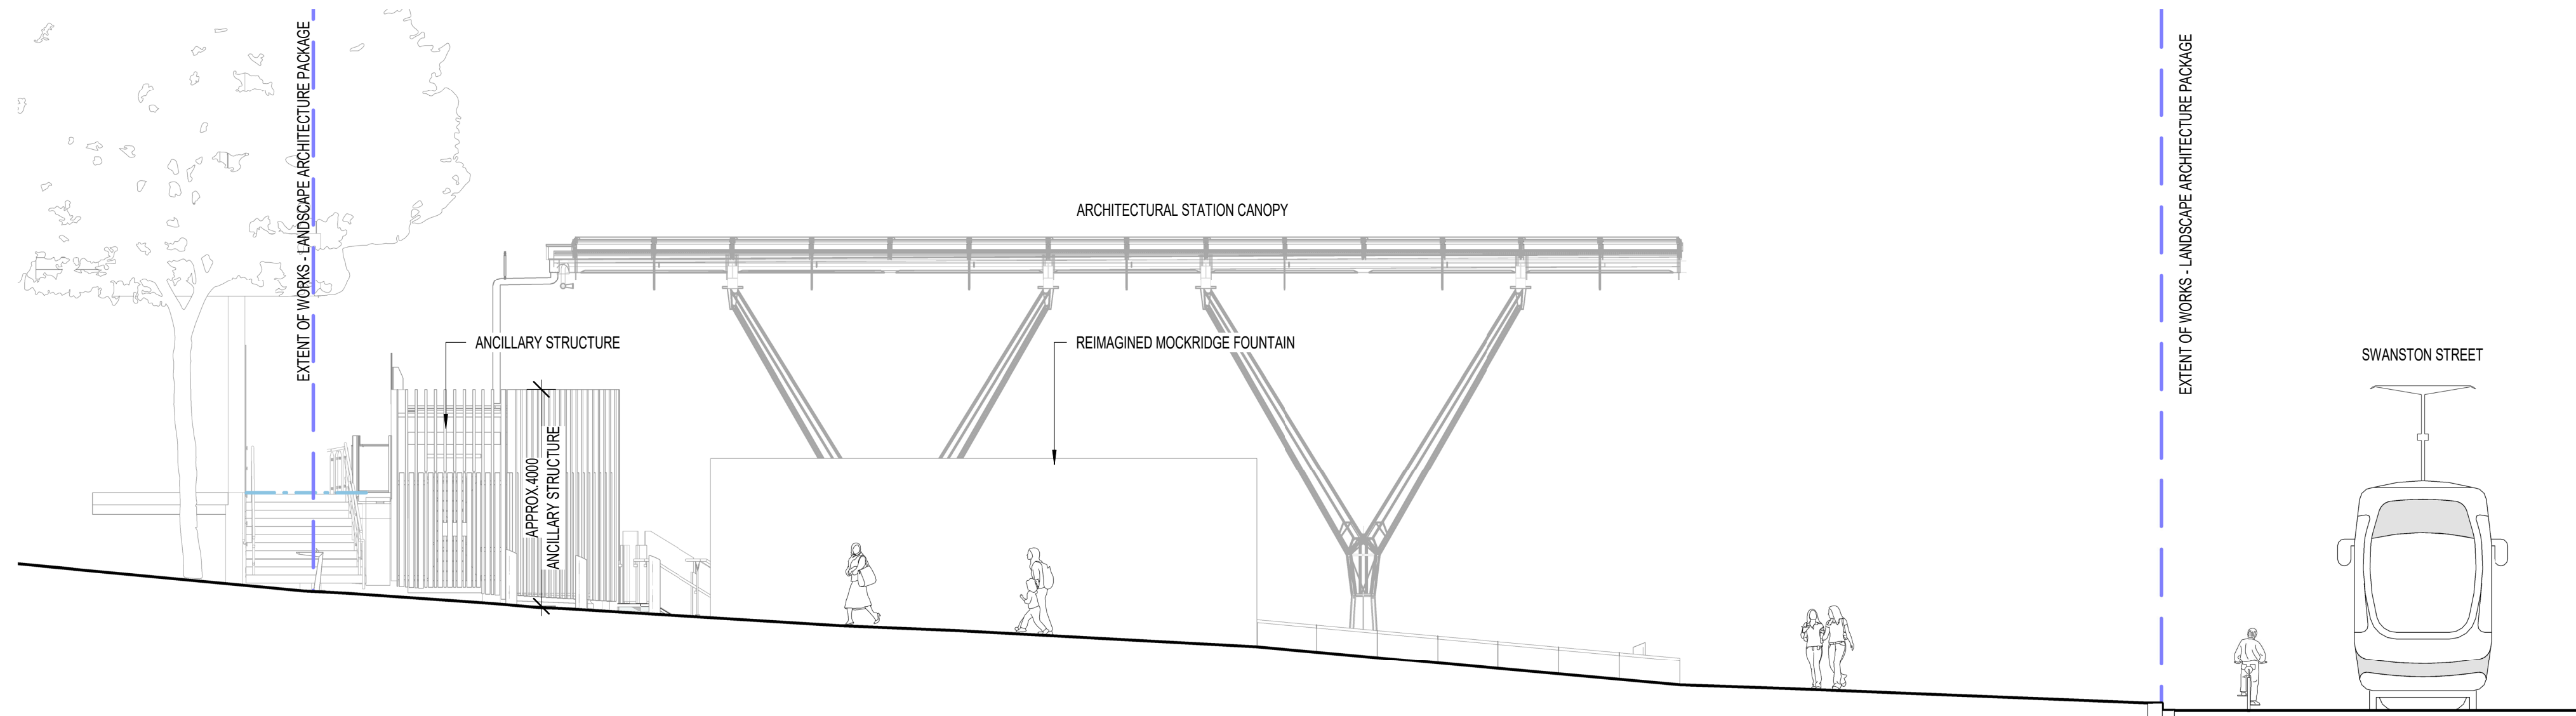 EXTENT OF WORKS - LANDSCAPE ARCHITECTURE PACKAGE
ANCILLARY STRUCTURE
APPROX.4000
ANCILLARY STRUCTURE
ARCHITECTURAL STATION CANOPY
REIMAGINED MOCKRIDGE FOUNTAIN
EXTENT OF WORKS - LANDSCAPE ARCHITECTURE PACKAGE
SWANSTON STREET